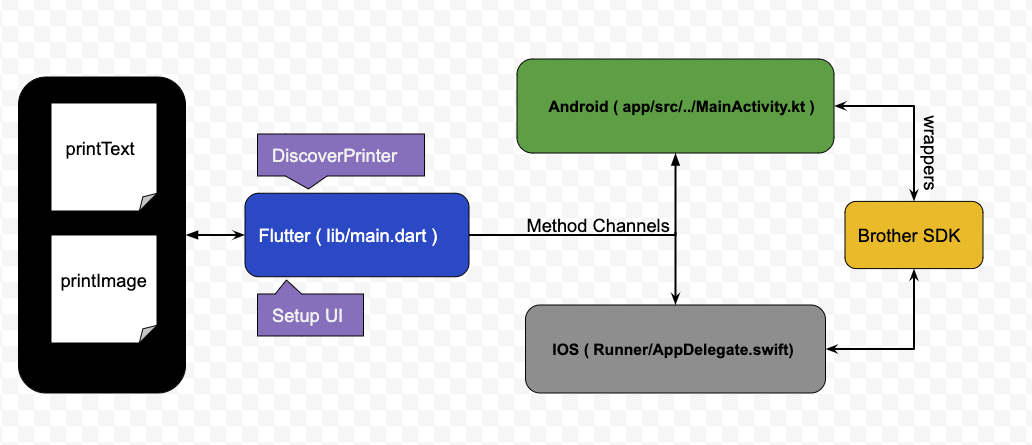 printText
printImage
DiscoverPrinter
Flutter ( lib/main.dart )
Setup UI
Method Channels
Android ( app/src/../MainActivity.kt )
IOS ( Runner/AppDelegate.swift)
wrappers
Brother SDK